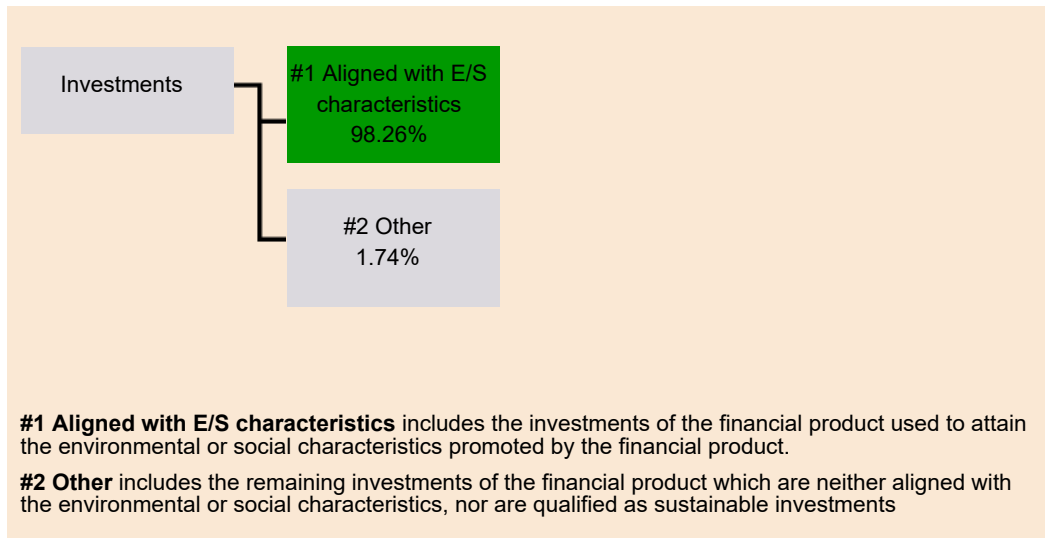 Investments
#1 Aligned with E/S
characteristics
98.26%
#2 Other
1.74%
#1 Aligned with E/S characteristics includes the investments of the financial product used to attain
the environmental or social characteristics promoted by the financial product.
#2 Other includes the remaining investments of the financial product which are neither aligned with
the environmental or social characteristics, nor are qualified as sustainable investments